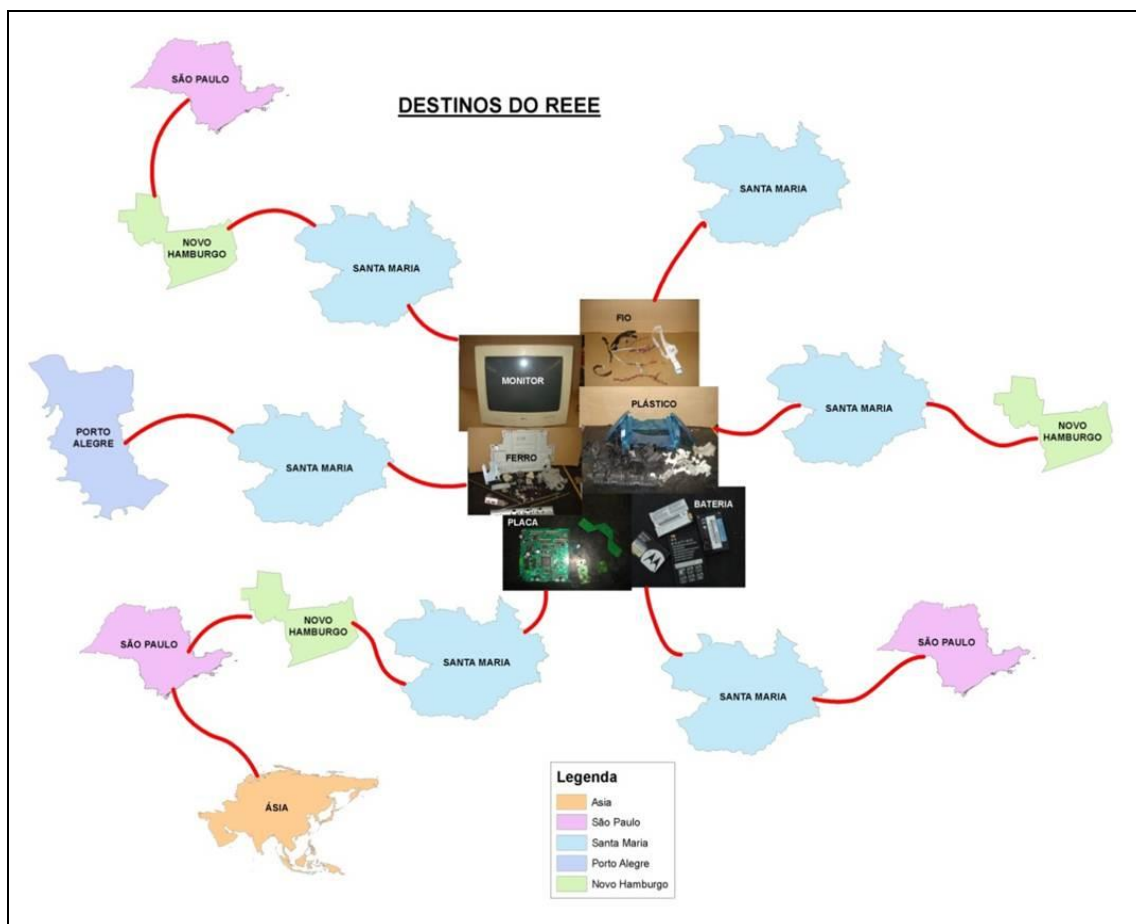 DESTINOS DO REEE
SÃO PAULO
NOVO
HAMBURGO
SANTA MARIA
SANTA MARIA
FIO
MONITOR
PLÁSTICO
SANTA MARIA
NOVO
HAMBURGO
PORTO
ALEGRE
SANTA MARIA
FERRO
PLACA
BATERIA
SÃO PAULO
NOVO
HAMBURGO
SANTA MARIA
SANTA MARIA
SÃO PAULO
ÁSIA
Legenda
Asia
São Paulo
Santa Maria
Porto Alegre
Novo Hamburgo